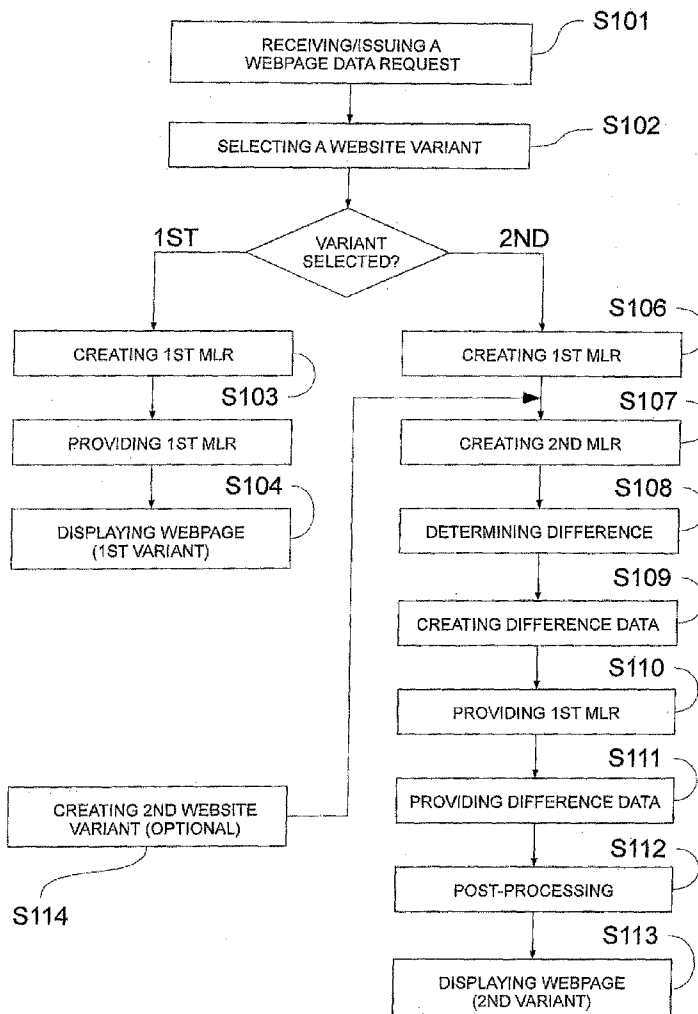 S101
RECEIVING/ISSUING A
WEBPAGE DATA REQUEST
S102
SELECTING A WEBSITE VARIANT
1ST
VARIANT
SELECTED?
2ND
CREATING 1ST MLR
S103
PROVIDING 1ST MLR
S104
DISPLAYING WEBPAGE
(1ST VARIANT)
S106
CREATING 1ST MLR
S107
CREATING 2ND MLR
S108
DETERMINING DIFFERENCE
S109
CREATING DIFFERENCE DATA
S110
PROVIDING 1ST MLR
S111
PROVIDING DIFFERENCE DATA
S112
POST-PROCESSING
S113
DISPLAYING WEBPAGE
(2ND VARIANT)
CREATING 2ND WEBSITE
VARIANT (OPTIONAL)
S114